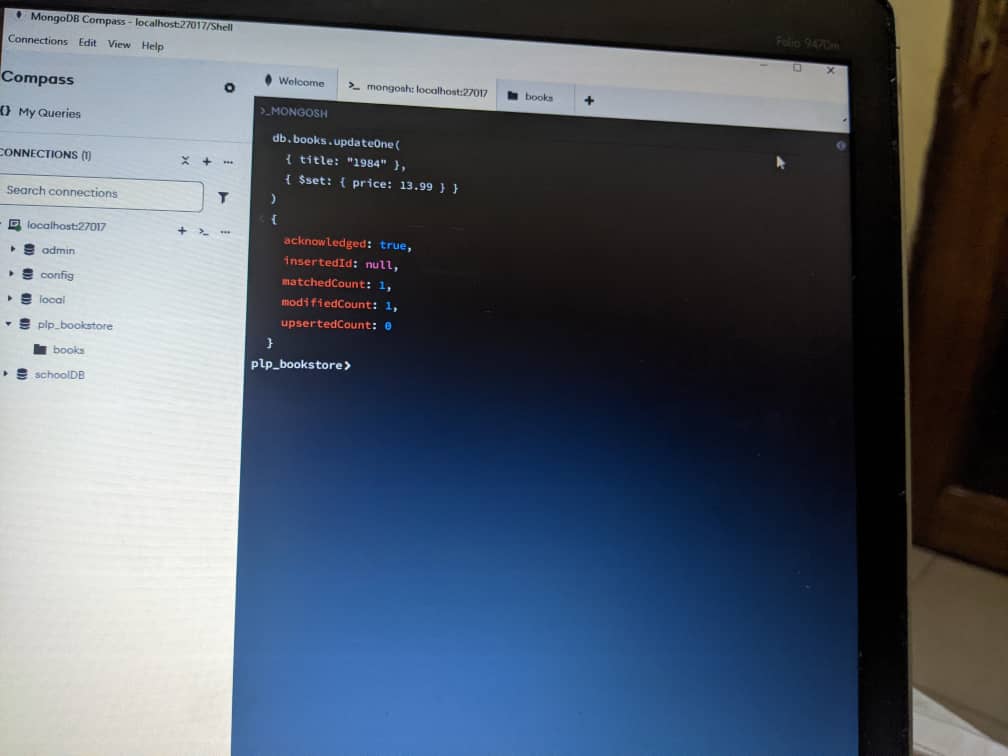 MongoDB Compass - localhost:27017/Shell
Folio 9470m
Connections Edit View Help
Compass
{} My Queries
CONNECTIONS (1)
Search connections
localhost:27017
admin
config
local
plp_bookstore
books
schoolDB
Welcome
>_ mongosh: localhost:27017
books
>_MONGOSH
db.books.updateOne(
{ title: "1984" },
{ $set: { price: 13.99 } }
)
{
acknowledged: true,
insertedId: null,
matchedCount: 1,
modifiedCount: 1,
upsertedCount: 0
}
plp_bookstore>